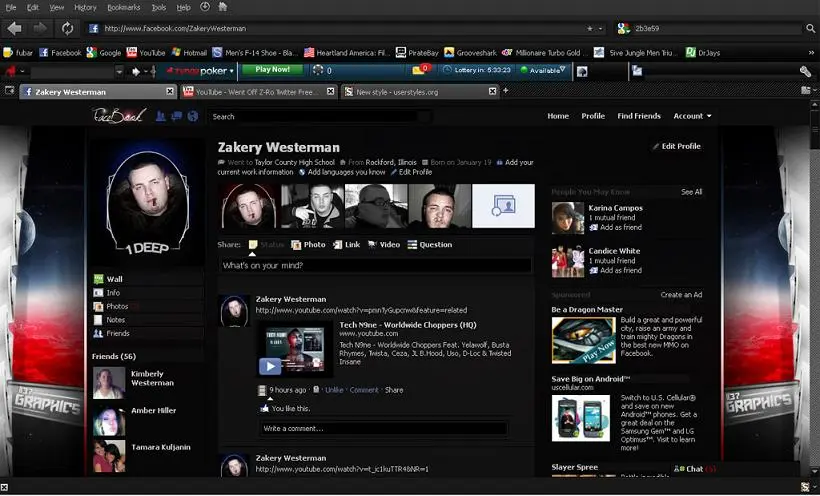 File Edit View History Bookmarks Tools Help
http://www.facebook.com/ZakeryWesterman
2b3e59
fubar Facebook Google YouTube Hotmail Men's F-14 Shoe - Bla... Heartland America: Fil... PirateBay Grooveshark Millionaire Turbo Gold ... Sive Jungle Men Triu... DrJays
zynga poker Play Now! 0 0 Lottery in: 5:33:23 Available
Zakery Westerman YouTube - Went Off Z-Ro Twitter Free... New style - userstyles.org
FaceBook Search Home Profile Find Friends Account
Zakery Westerman
Edit Profile
Went to Taylor County High School From Rockford, Illinois Born on January 19 Add your
current work information Add languages you know Edit Profile
1 DEEP
Share: Status Photo Link Video Question
What's on your mind?
Wall
Info
Photos
Notes
Friends
Friends (56)
Kimberly
Westerman
Amber Hiller
Tamara Kuljanin
Zakery Westerman
http://www.youtube.com/watch?v=pmnTyGupcnw&feature=related
Tech N9ne - Worldwide Choppers (HQ)
www.youtube.com
Tech N9ne - Worldwide Choppers Feat. Yelawolf, Busta
Rhymes, Twista, Ceza, JL B.Hood, Uso, D-Loc & Twisted
Insane
9 hours ago · Unlike · Comment · Share
You like this.
Write a comment...
Zakery Westerman
http://www.youtube.com/watch?v=t_jc1kuTTR4&NR=1
People You May Know See All
Karina Campos
1 mutual friend
Add as friend
Candice White
1 mutual friend
Add as friend
Sponsored Create an Ad
Be a Dragon Master
Play Now
Build a great and powerful
city, raise an army and
train mighty Dragons in
the best new MMO on
Facebook.
Save Big on Android™
uscellular.com
Switch to U.S. Cellular®
and save on new
Android™ phones. Get a
great deal on the
Samsung Gem™ and LG
Optimus™. Visit to learn
more!
Slayer Spree
Chat (5)
GRAPHICS
GRAPHICS